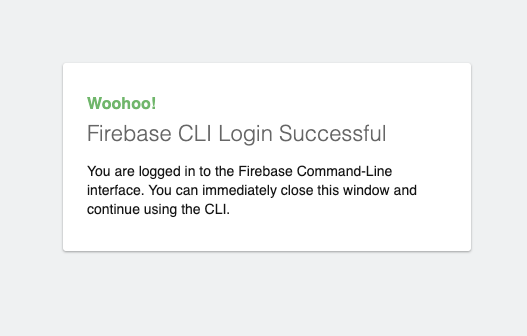 Woohoo!
Firebase CLI Login Successful
You are logged in to the Firebase Command-Line
interface. You can immediately close this window and
continue using the CLI.